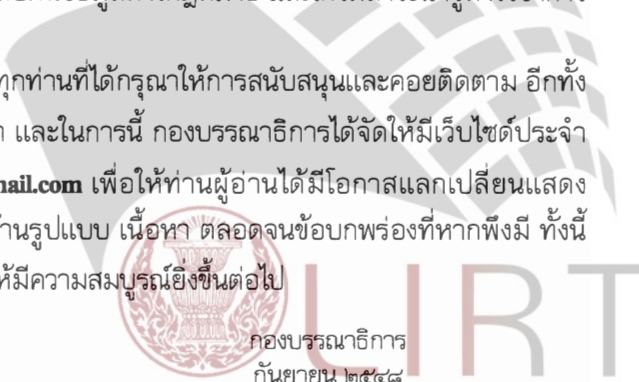 ทุกท่านที่ได้กรุณาให้การสนับสนุนและคอยติดตาม อีกทั้ง
และในการนี้ กองบรรณาธิการได้จัดให้มีเว็บไซด์ประจำ
nail.com เพื่อให้ท่านผู้อ่านได้มีโอกาสแลกเปลี่ยนแสดง
้านรูปแบบ เนื้อหา ตลอดจนข้อบกพร่องที่หากพึงมี ทั้งนี้
ห้มีความสมบูรณ์ยิ่งขึ้นต่อไป
LIRT
กองบรรณาธิการ
กันยายน ๒๕๔๘